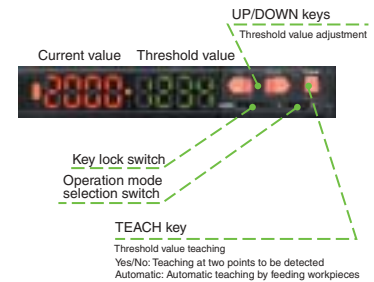 UP/DOWN keys
Threshold value adjustment
Current value
Threshold value
2000
Key lock switch
Operation mode
selection switch
TEACH key
Threshold value teaching
Yes/No: Teaching at two points to be detected
Automatic: Automatic teaching by feeding workpieces